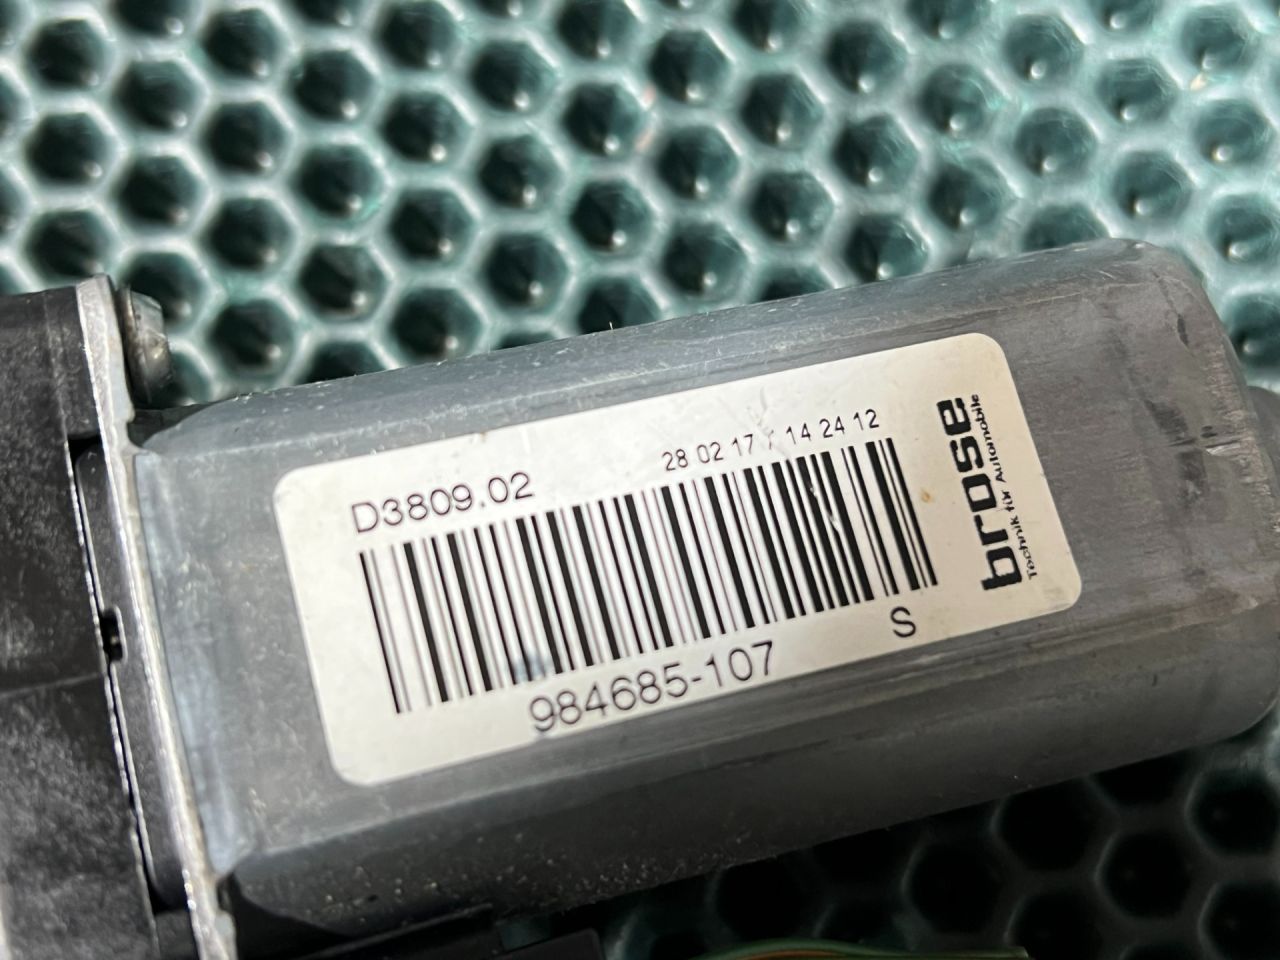 D3809.02
28 02 17 / 14 24 12
984685-107
S
brose
Technik für Automobile